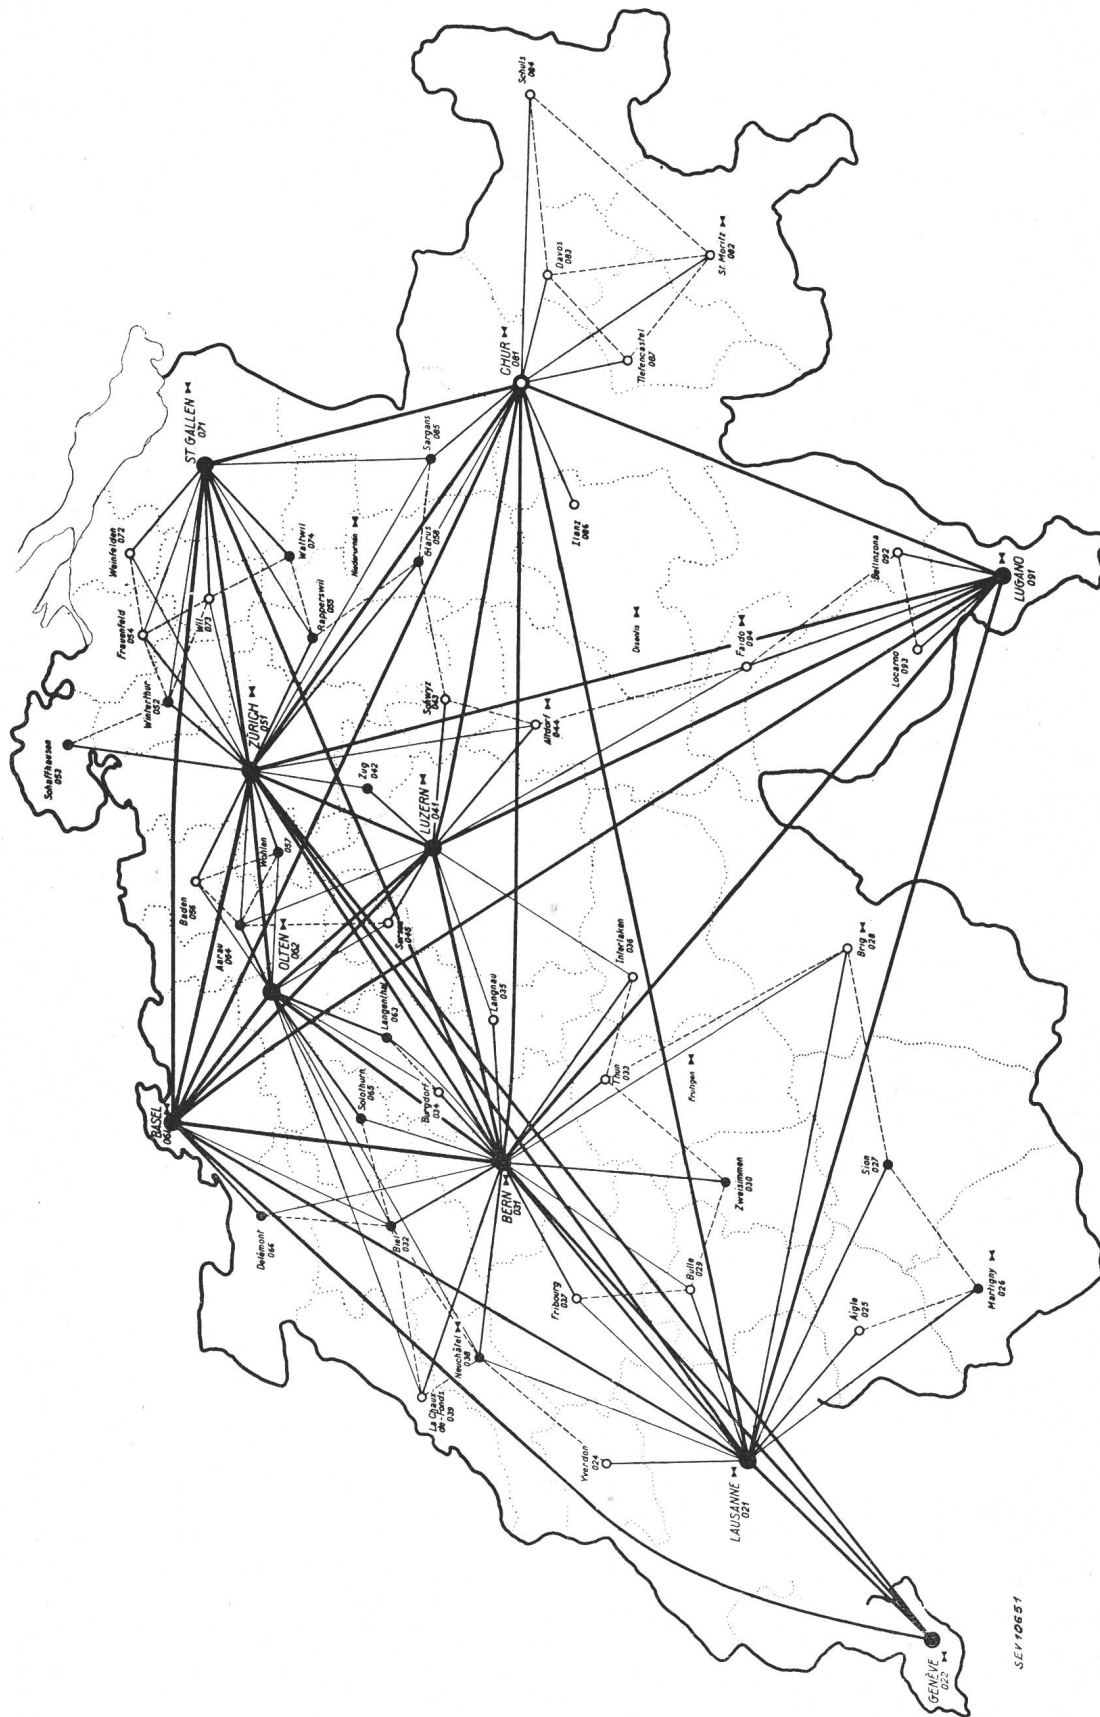 Schuls
084
Davos
083
St. Moritz
082
Tiefencastel
087
CHUR
081
ST GALLEN
071
Sargans
085
Ilanz
086
Weinfelden
072
Wattwil
074
Niederurnen
Glarus
058
Frauenfeld
054
Wil
073
Rapperswil
055
Bellinzona
092
LUGANO
091
Disentis
Faido
094
Locarno
093
Schaffhausen
053
Winterthur
052
ZÜRICH
051
Schwyz
043
Altdorf
044
Zug
042
LUZERN
041
Baden
056
Wohlen
057
Aarau
064
OLTEN
062
Sursee
045
Interlaken
036
Brig
028
Langenthal
063
Langnau
035
BASEL
061
Solothurn
065
Burgdorf
034
Thun
033
Frutigen
Delémont
066
Biel
032
BERN
031
Zweisimmen
030
Sion
027
Fribourg
037
Bulle
029
Aigle
025
Martigny
026
La Chaux-
de-Fonds
039
Neuchâtel
038
Yverdon
024
LAUSANNE
021
GENÈVE
022
SEV 10651